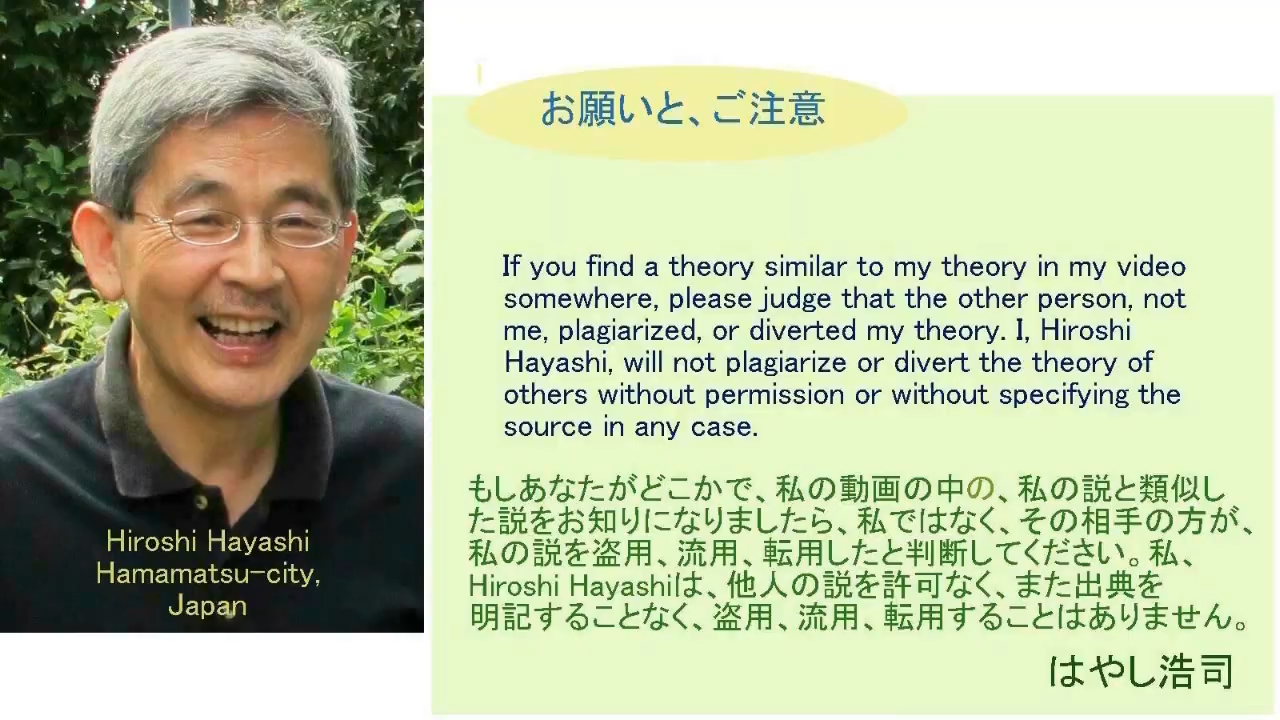 お願いと、ご注意
If you find a theory similar to my theory in my video
somewhere, please judge that the other person, not
me, plagiarized, or diverted my theory. I, Hiroshi
Hayashi, will not plagiarize or divert the theory of
others without permission or without specifying the
source in any case.
もしあなたがどこかで、私の動画の中の、私の説と類似し
た説をお知りになりましたら、私ではなく、その相手の方が、
私の説を盗用、流用、転用したと判断してください。私、
Hiroshi Hayashiは、他人の説を許可なく、また出典を
明記することなく、盗用、流用、転用することはありません。
はやし浩司
Hiroshi Hayashi
Hamamatsu-city,
Japan